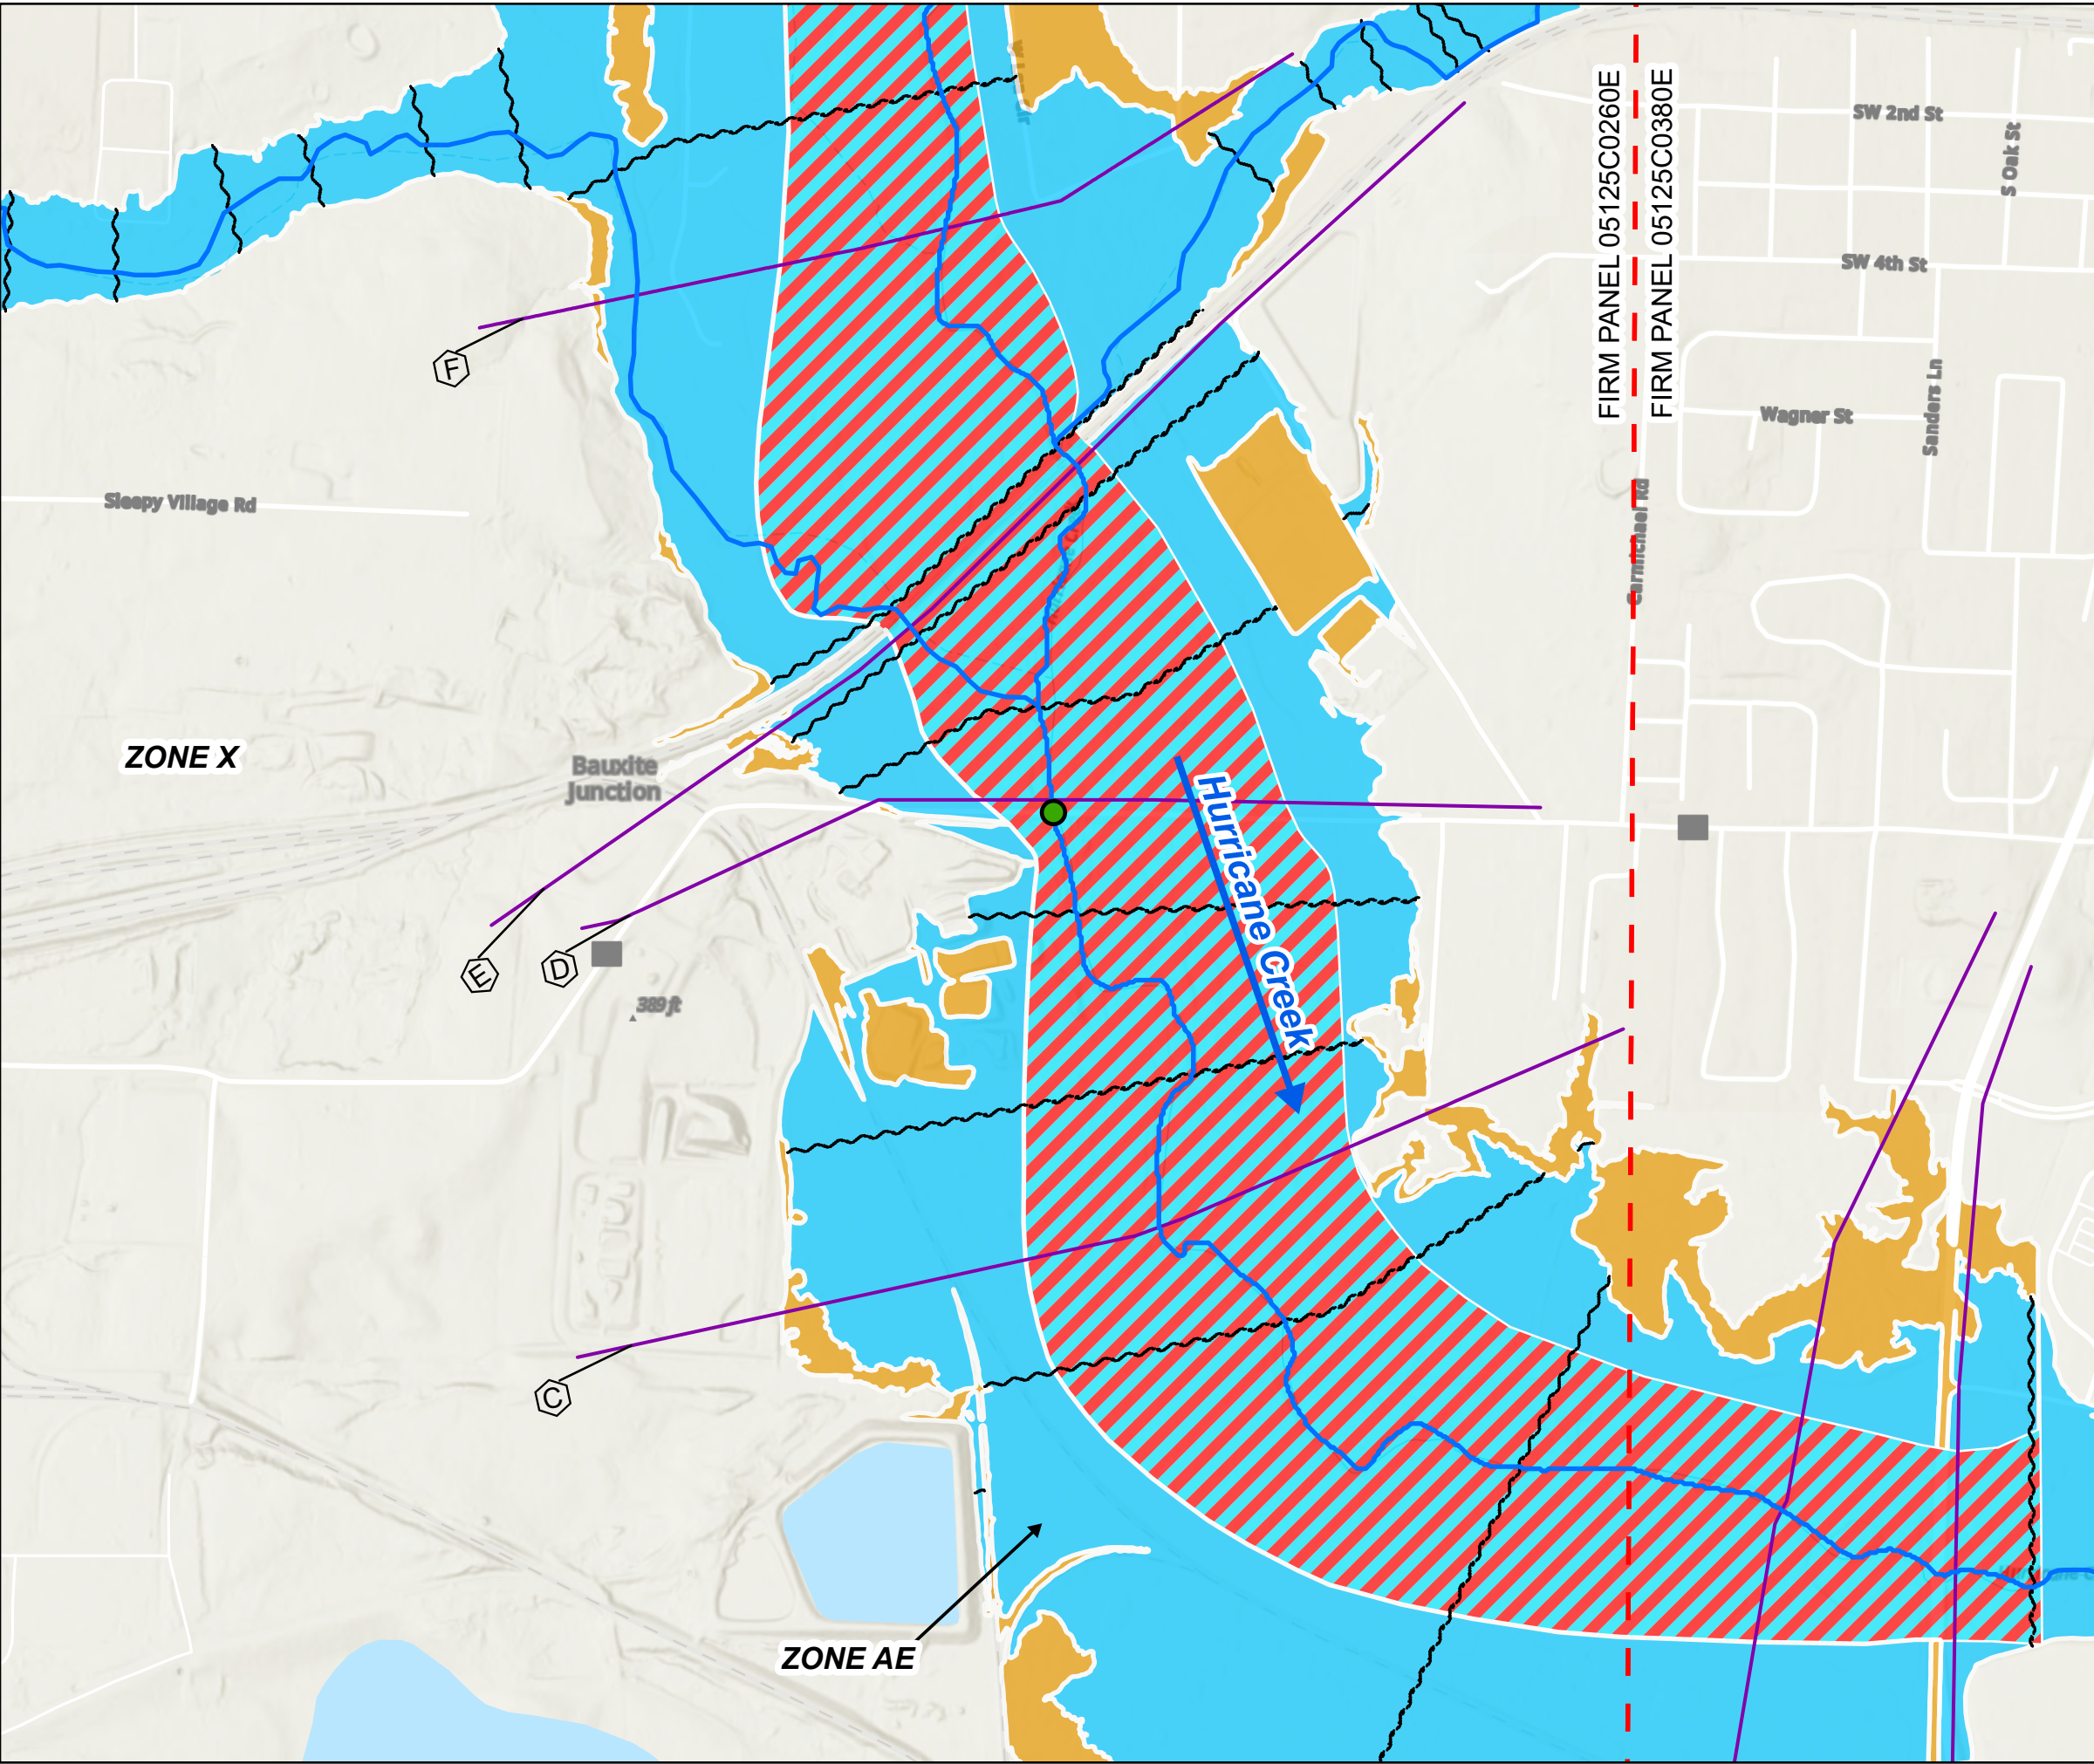 FIRM PANEL 05125C0260E
FIRM PANEL 05125C0380E
SW 2nd St
S Oak St
SW 4th St
F
Sanders Ln
Wagner St
Sleepy Village Rd
Carmichael Rd
ZONE X
Bauxite
Junction
Hurricane Creek
E
D
389 ft
C
ZONE AE